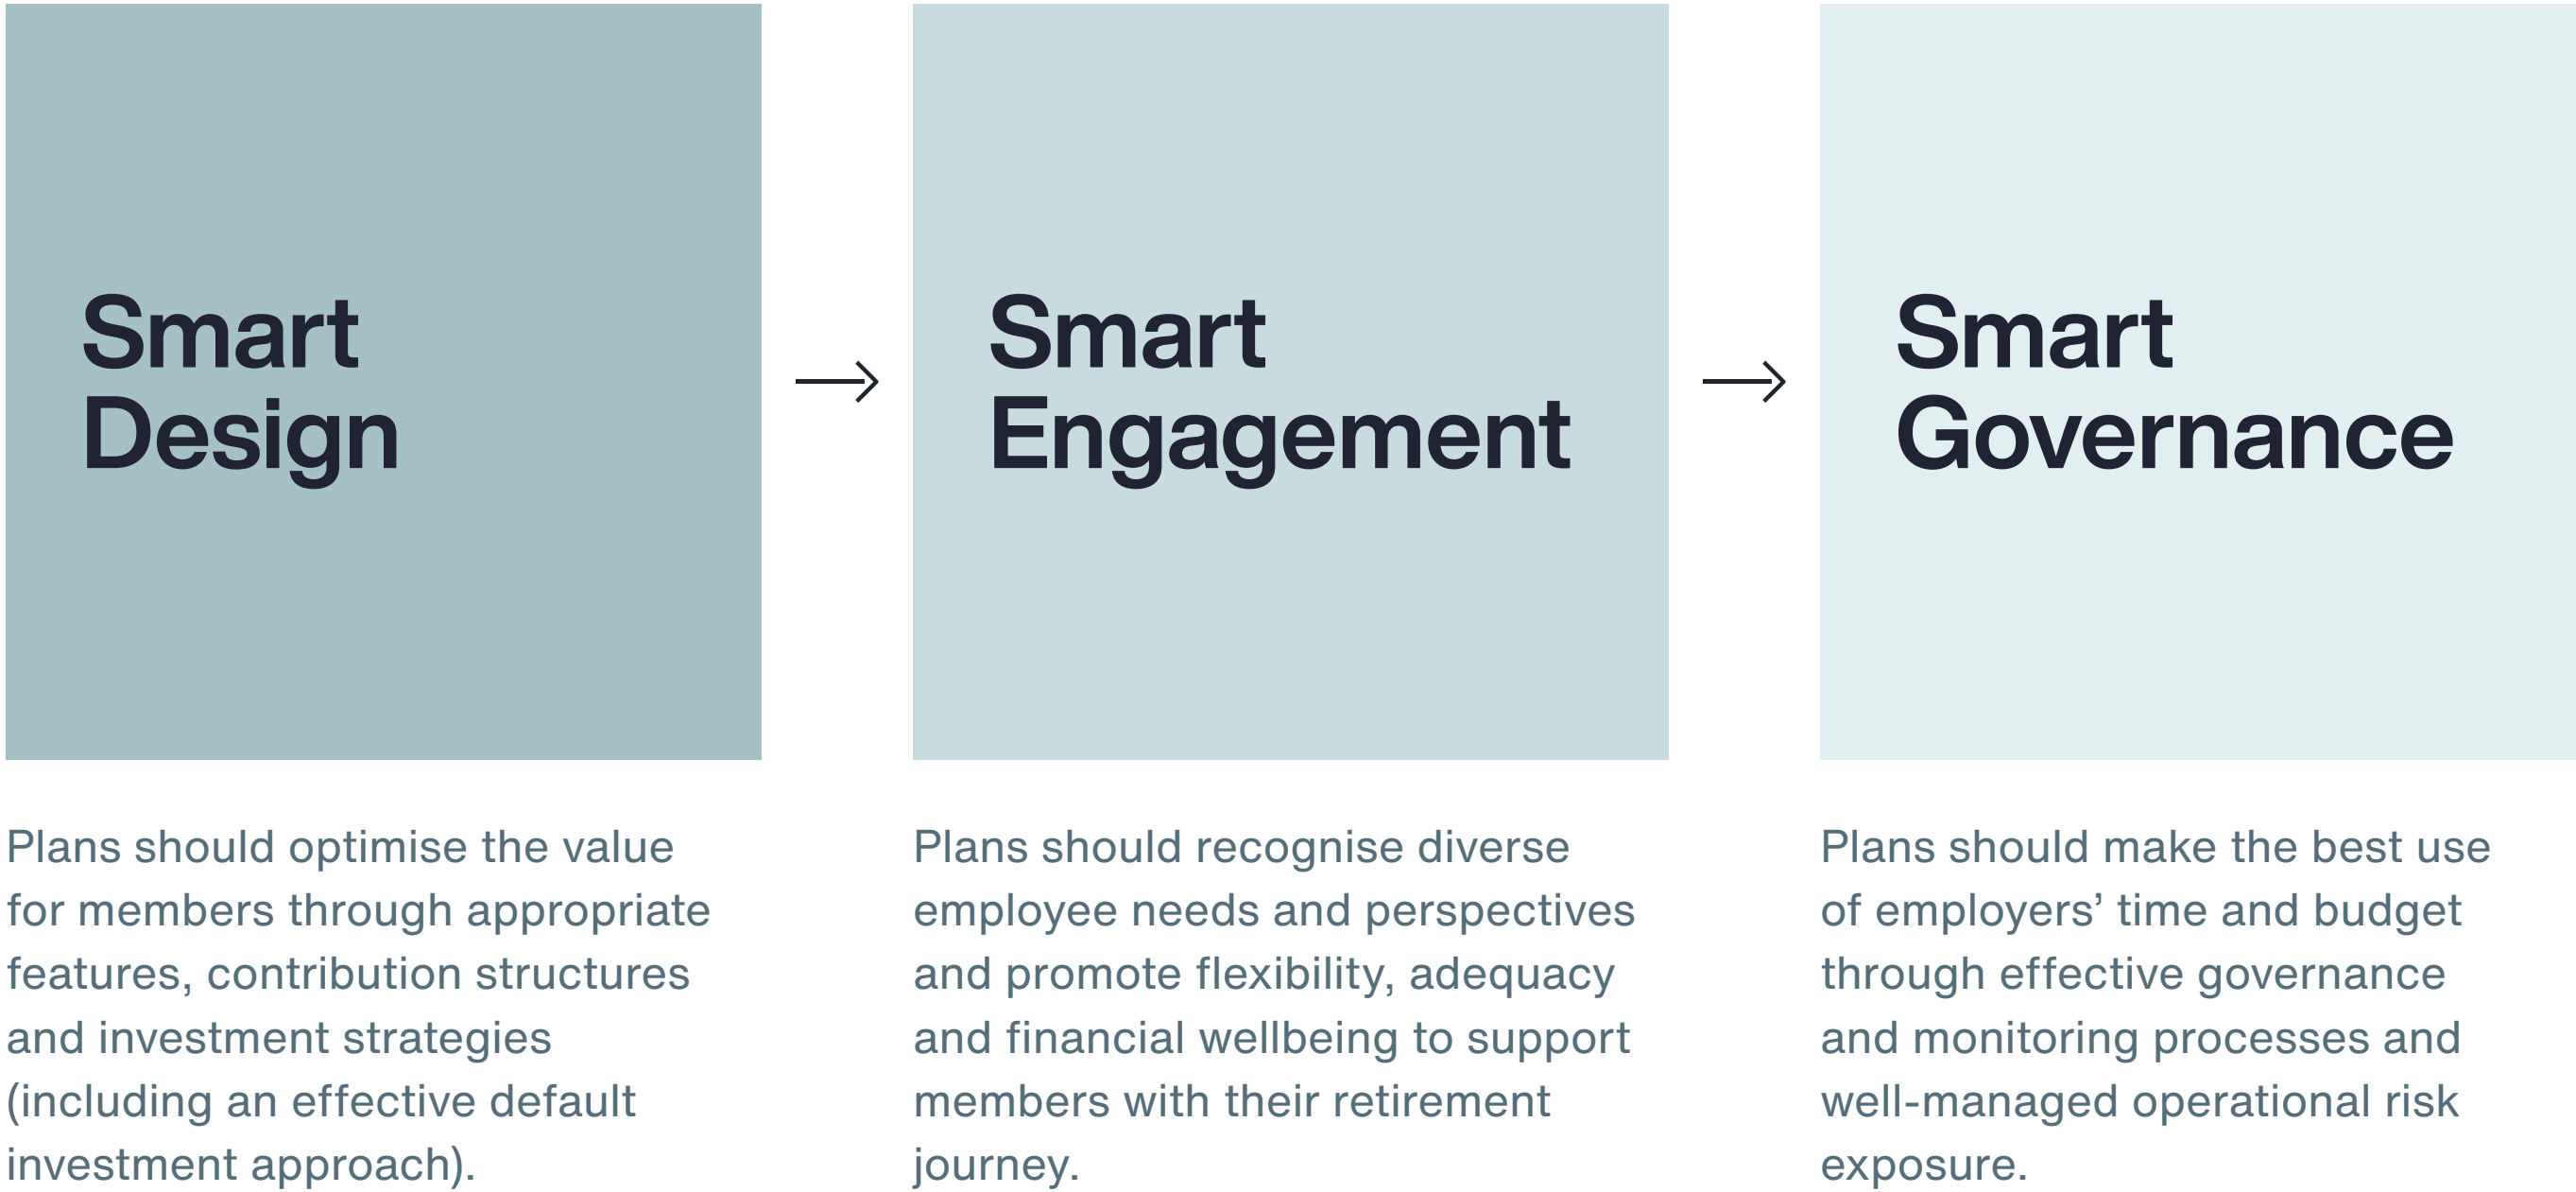 Smart
Design
Smart
Engagement
Smart
Governance
Plans should optimise the value
for members through appropriate
features, contribution structures
and investment strategies
(including an effective default
investment approach).
Plans should recognise diverse
employee needs and perspectives
and promote flexibility, adequacy
and financial wellbeing to support
members with their retirement
journey.
Plans should make the best use
of employers’ time and budget
through effective governance
and monitoring processes and
well-managed operational risk
exposure.